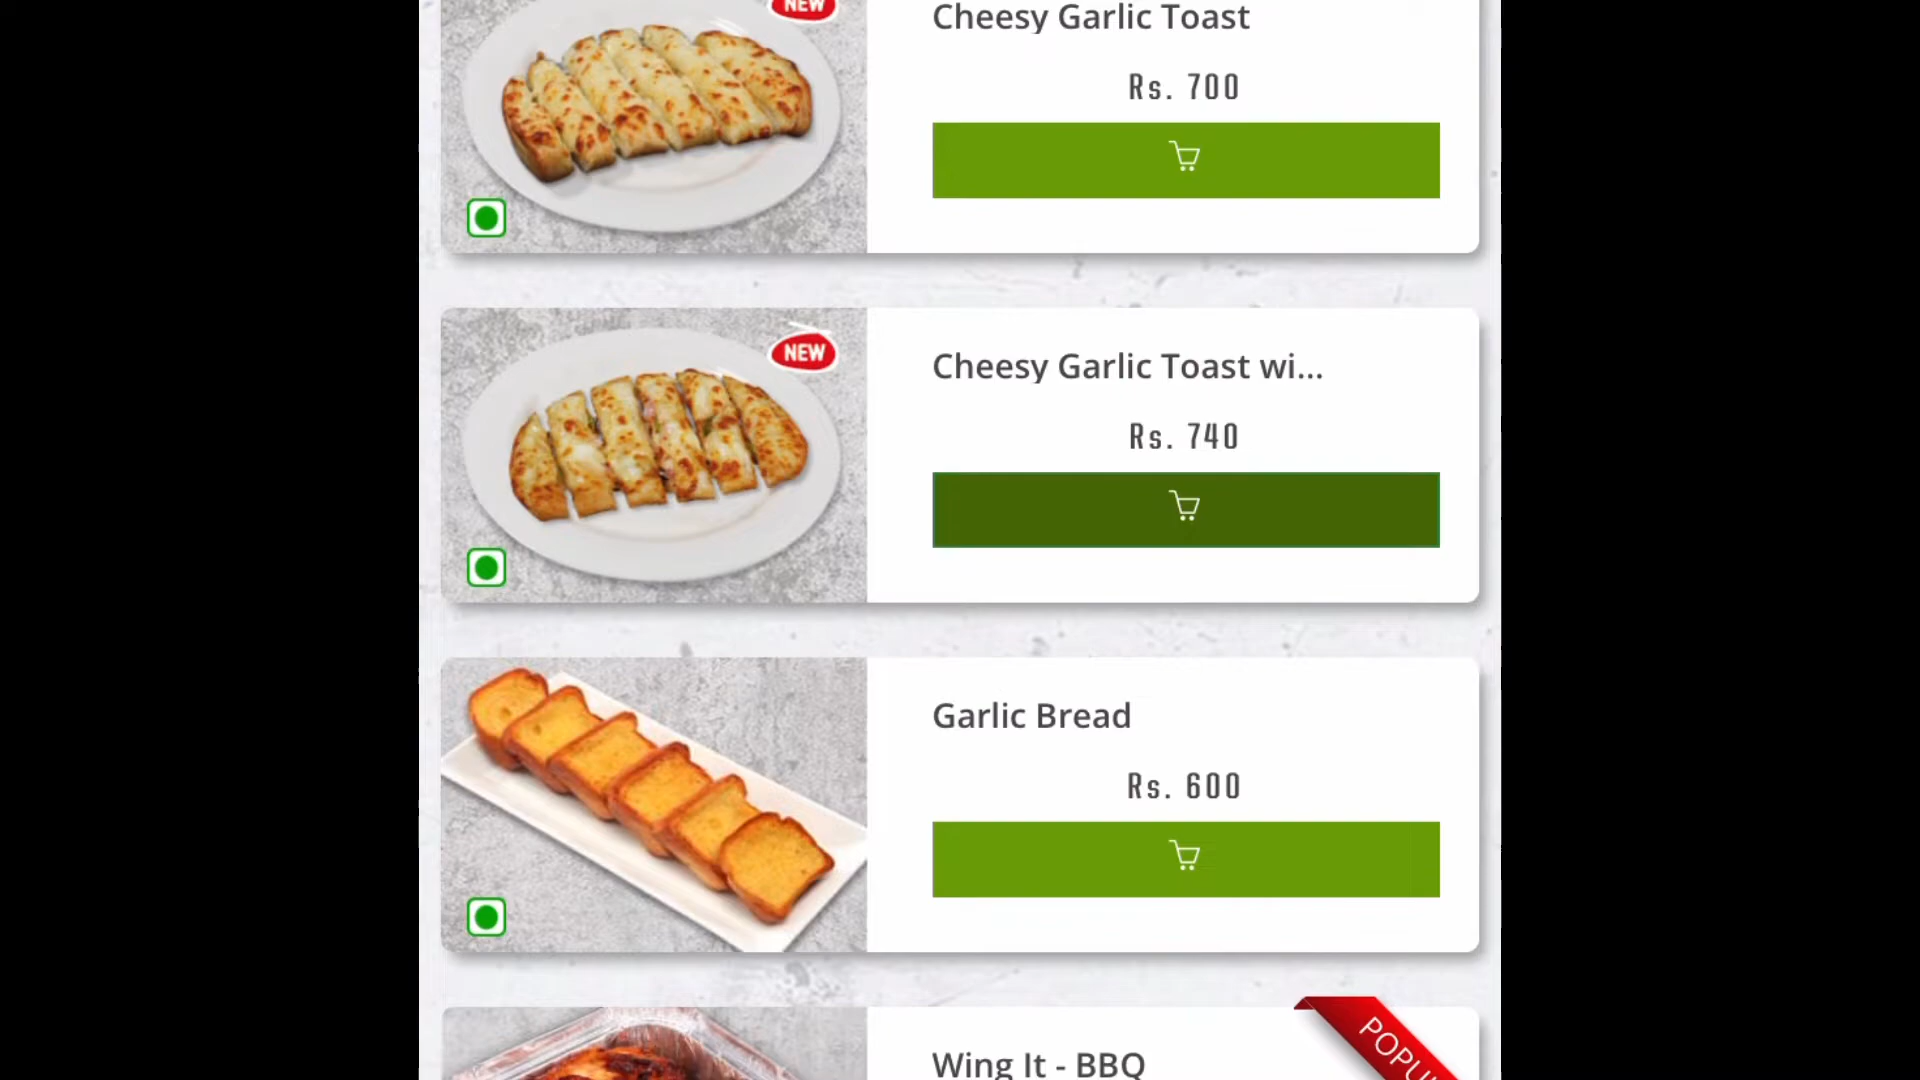 NEW
Cheesy Garlic Toast
Rs. 700
NEW
Cheesy Garlic Toast wi...
Rs. 740
Garlic Bread
Rs. 600
POPU
Wing It - BBQ